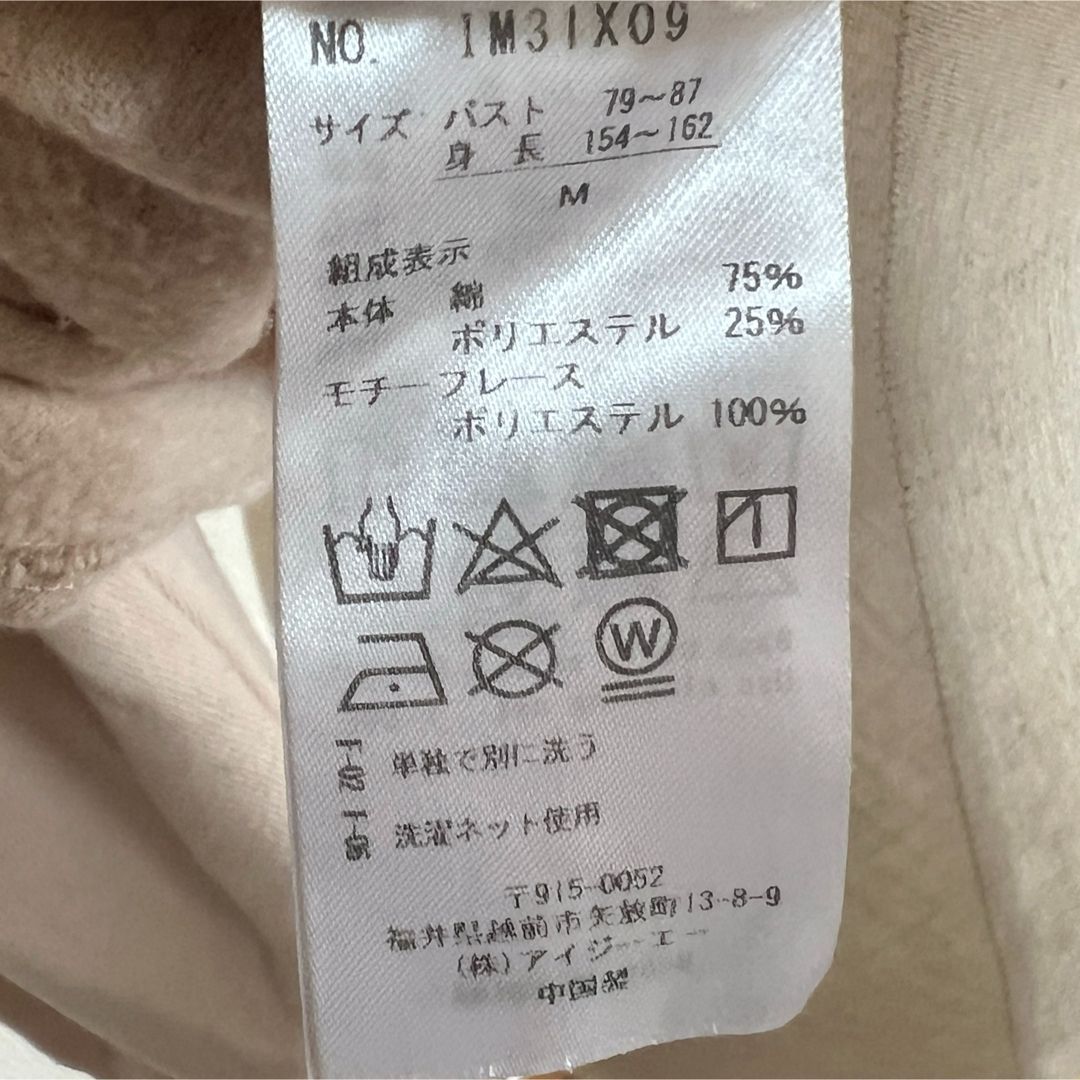 NO. 1M31X09
サイズ バスト 79～87
身 長 154～162
M
組成表示
本体 綿 75%
ポリエステル 25%
モチーフレース
ポリエステル 100%
W
単独で別に洗う
洗濯ネット使用
〒915-0052
福井県越前市矢放町13-8-9
(株)アイジーエー
中国製